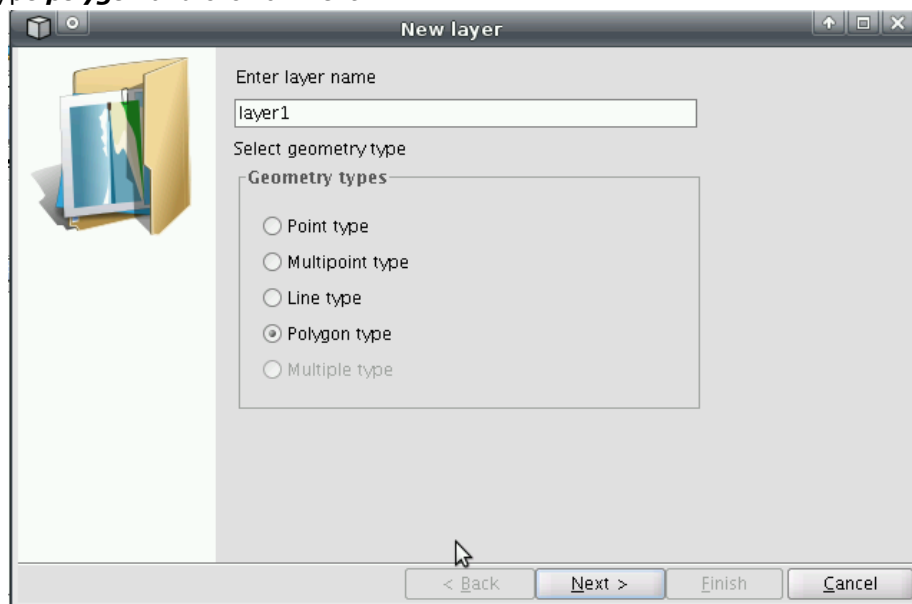 New layer
Enter layer name
layer1
Select geometry type
Geometry types
Point type
Multipoint type
Line type
Polygon type
Multiple type
< Back Next > Finish Cancel